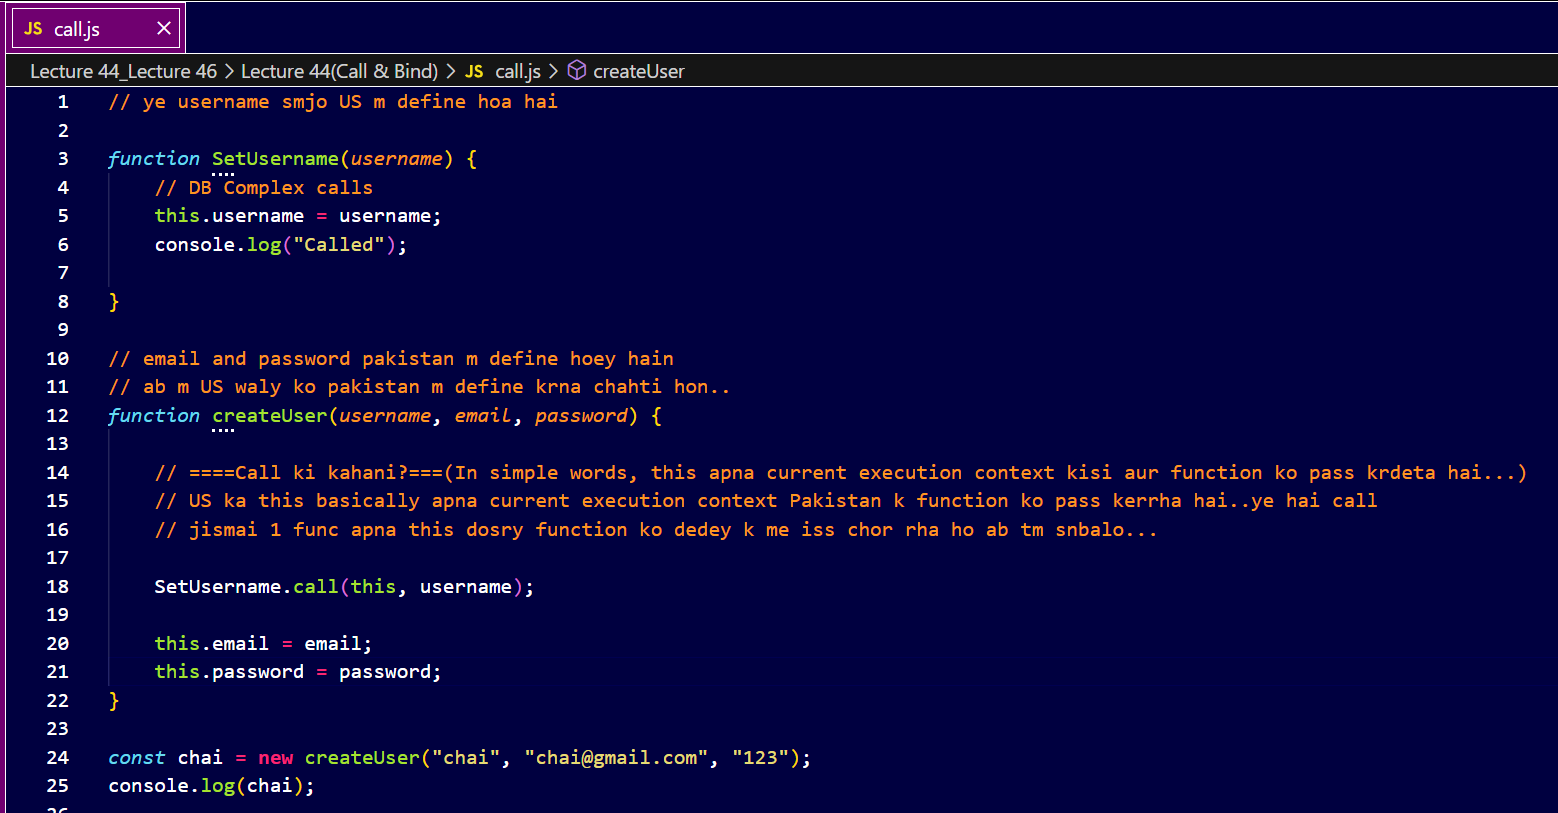 JS call.js ×
Lecture 44_Lecture 46 > Lecture 44(Call & Bind) > JS call.js > createUser
1 // ye username smjo US m define hoa hai
2
3 function SetUsername(username) {
4 // DB Complex calls
5 this.username = username;
6 console.log("Called");
7
8 }
9
10 // email and password pakistan m define hoey hain
11 // ab m US waly ko pakistan m define krna chahti hon..
12 function createUser(username, email, password) {
13
14 // ====Call ki kahani?===(In simple words, this apna current execution context kisi aur function ko pass krdeta hai...)
15 // US ka this basically apna current execution context Pakistan k function ko pass kerrha hai..ye hai call
16 // jismai 1 func apna this dosry function ko dedey k me iss chor rha ho ab tm snbalo...
17
18 SetUsername.call(this, username);
19
20 this.email = email;
21 this.password = password;
22 }
23
24 const chai = new createUser("chai", "chai@gmail.com", "123");
25 console.log(chai);